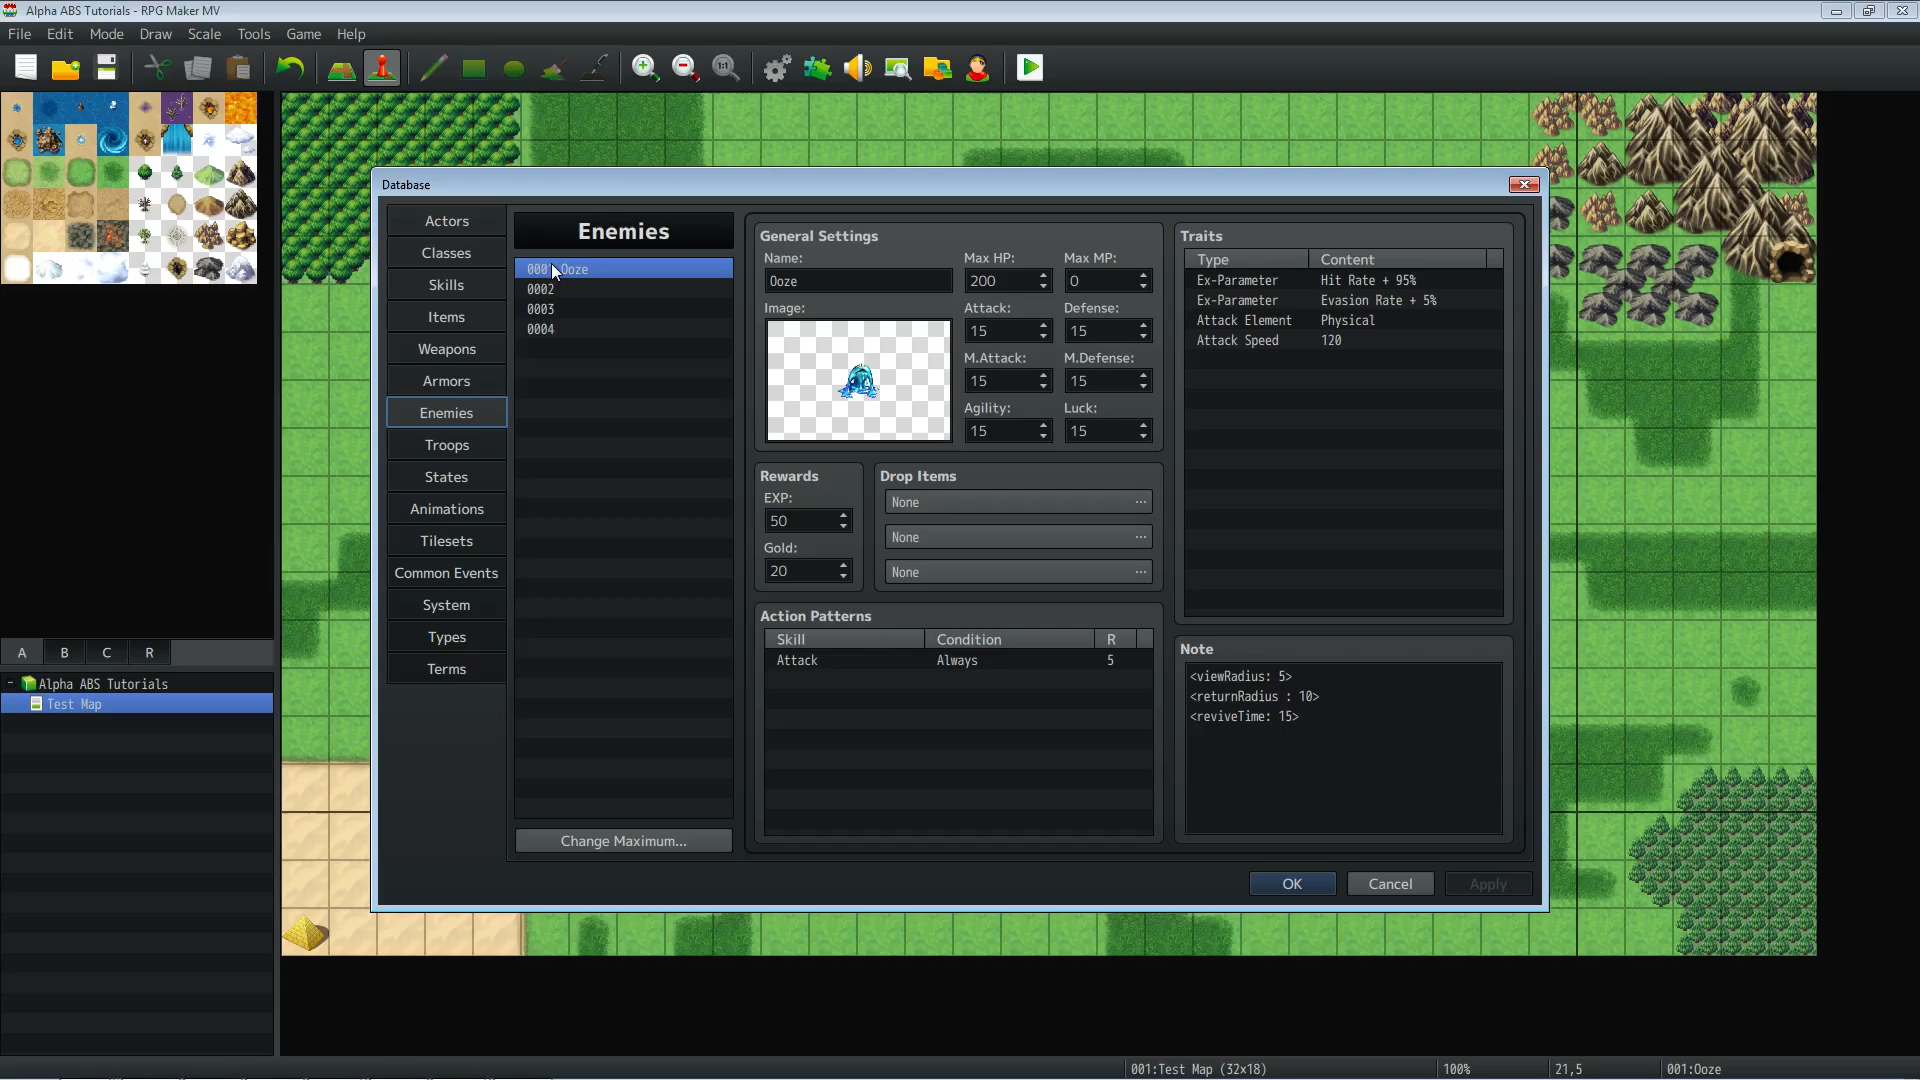 Alpha ABS Tutorials - RPG Maker MV
File Edit Mode Draw Scale Tools Game Help
1:1
Database
Actors
Classes
Skills
Items
Weapons
Armors
Enemies
Troops
States
Animations
Tilesets
Common Events
System
Types
Terms
Enemies
Ooze
0002
0003
0004
Change Maximum...
General Settings
Name:
Ooze
Image:
Max HP: Max MP:
200 0
Attack: Defense:
15 15
M.Attack: M.Defense:
15 15
Agility: Luck:
15 15
Rewards
EXP:
50
Gold:
20
Drop Items
None ...
None ...
None ...
Action Patterns
Skill Condition R
Attack Always 5
Traits
Type Content
Ex-Parameter Hit Rate + 95%
Ex-Parameter Evasion Rate + 5%
Attack Element Physical
Attack Speed 120
Note
<viewRadius: 5>
<returnRadius : 10>
<reviveTime: 15>
OK Cancel Apply
A B C R
Alpha ABS Tutorials
Test Map
001:Test Map (32x18) 100% 21,5 001:Ooze